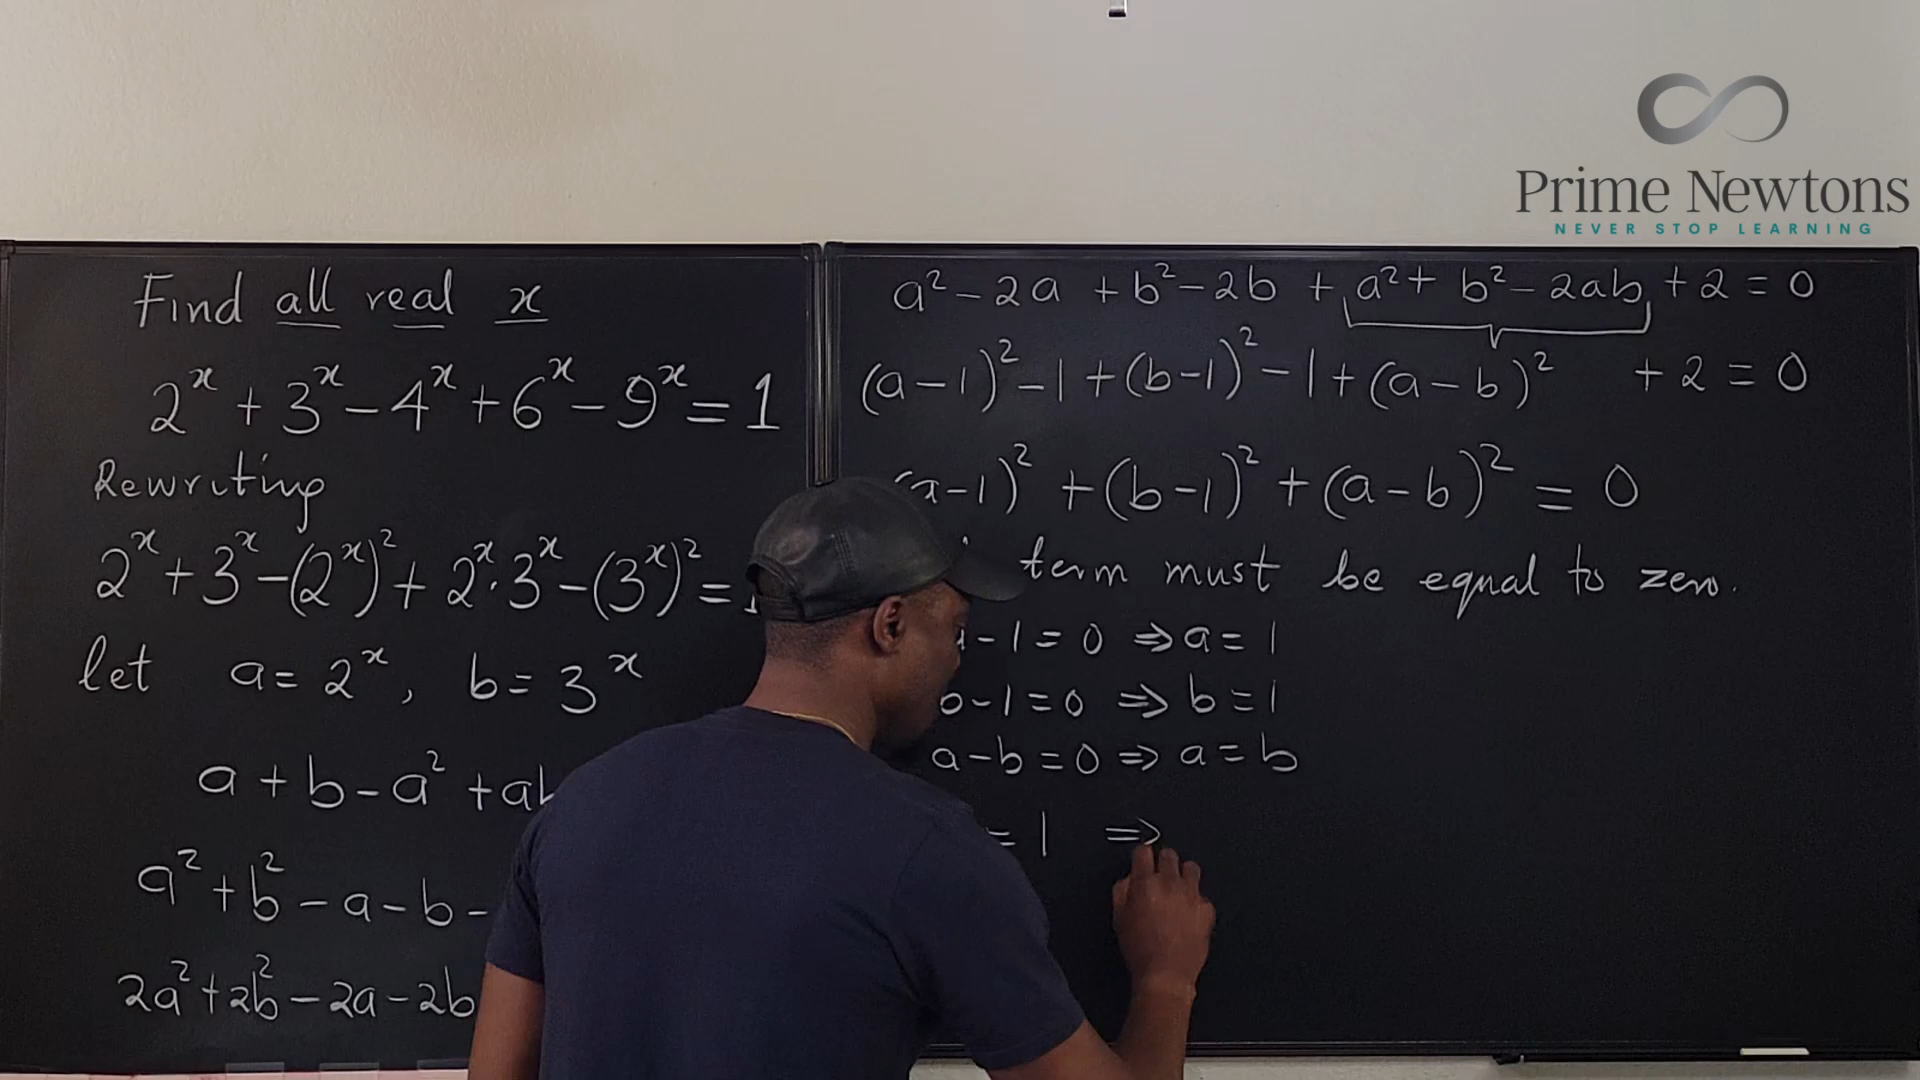 Prime Newtons
NEVER STOP LEARNING
Find all real x
2^x + 3^x - 4^x + 6^x - 9^x = 1
Rewriting
2^x + 3^x - (2^x)^2 + 2^x · 3^x - (3^x)^2 =
let a = 2^x, b = 3^x
a + b - a^2 + ab
a^2 + b^2 - a - b -
2a^2 + 2b^2 - 2a - 2b
a^2 - 2a + b^2 - 2b + a^2 + b^2 - 2ab + 2 = 0
(a - 1)^2 - 1 + (b - 1)^2 - 1 + (a - b)^2 + 2 = 0
(a - 1)^2 + (b - 1)^2 + (a - b)^2 = 0
term must be equal to zero.
a - 1 = 0 ⇒ a = 1
b - 1 = 0 ⇒ b = 1
a - b = 0 ⇒ a = b
= 1 ⇒